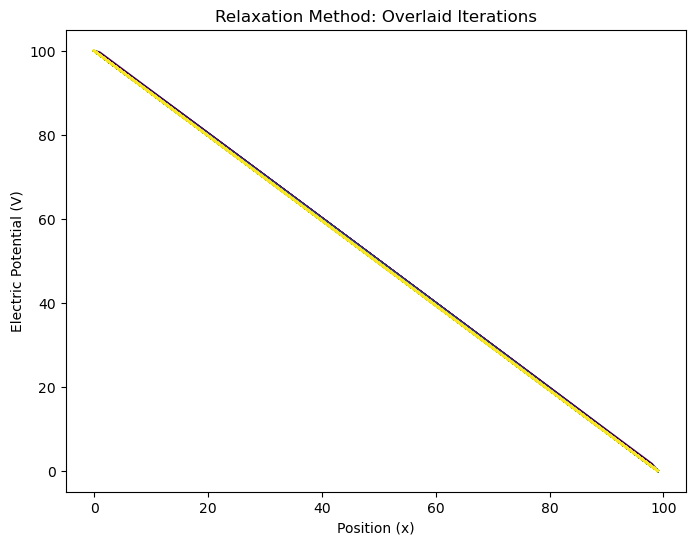 Relaxation Method: Overlaid Iterations
Electric Potential (V)
100
80
60
40
20
0
0 20 40 60 80 100
Position (x)